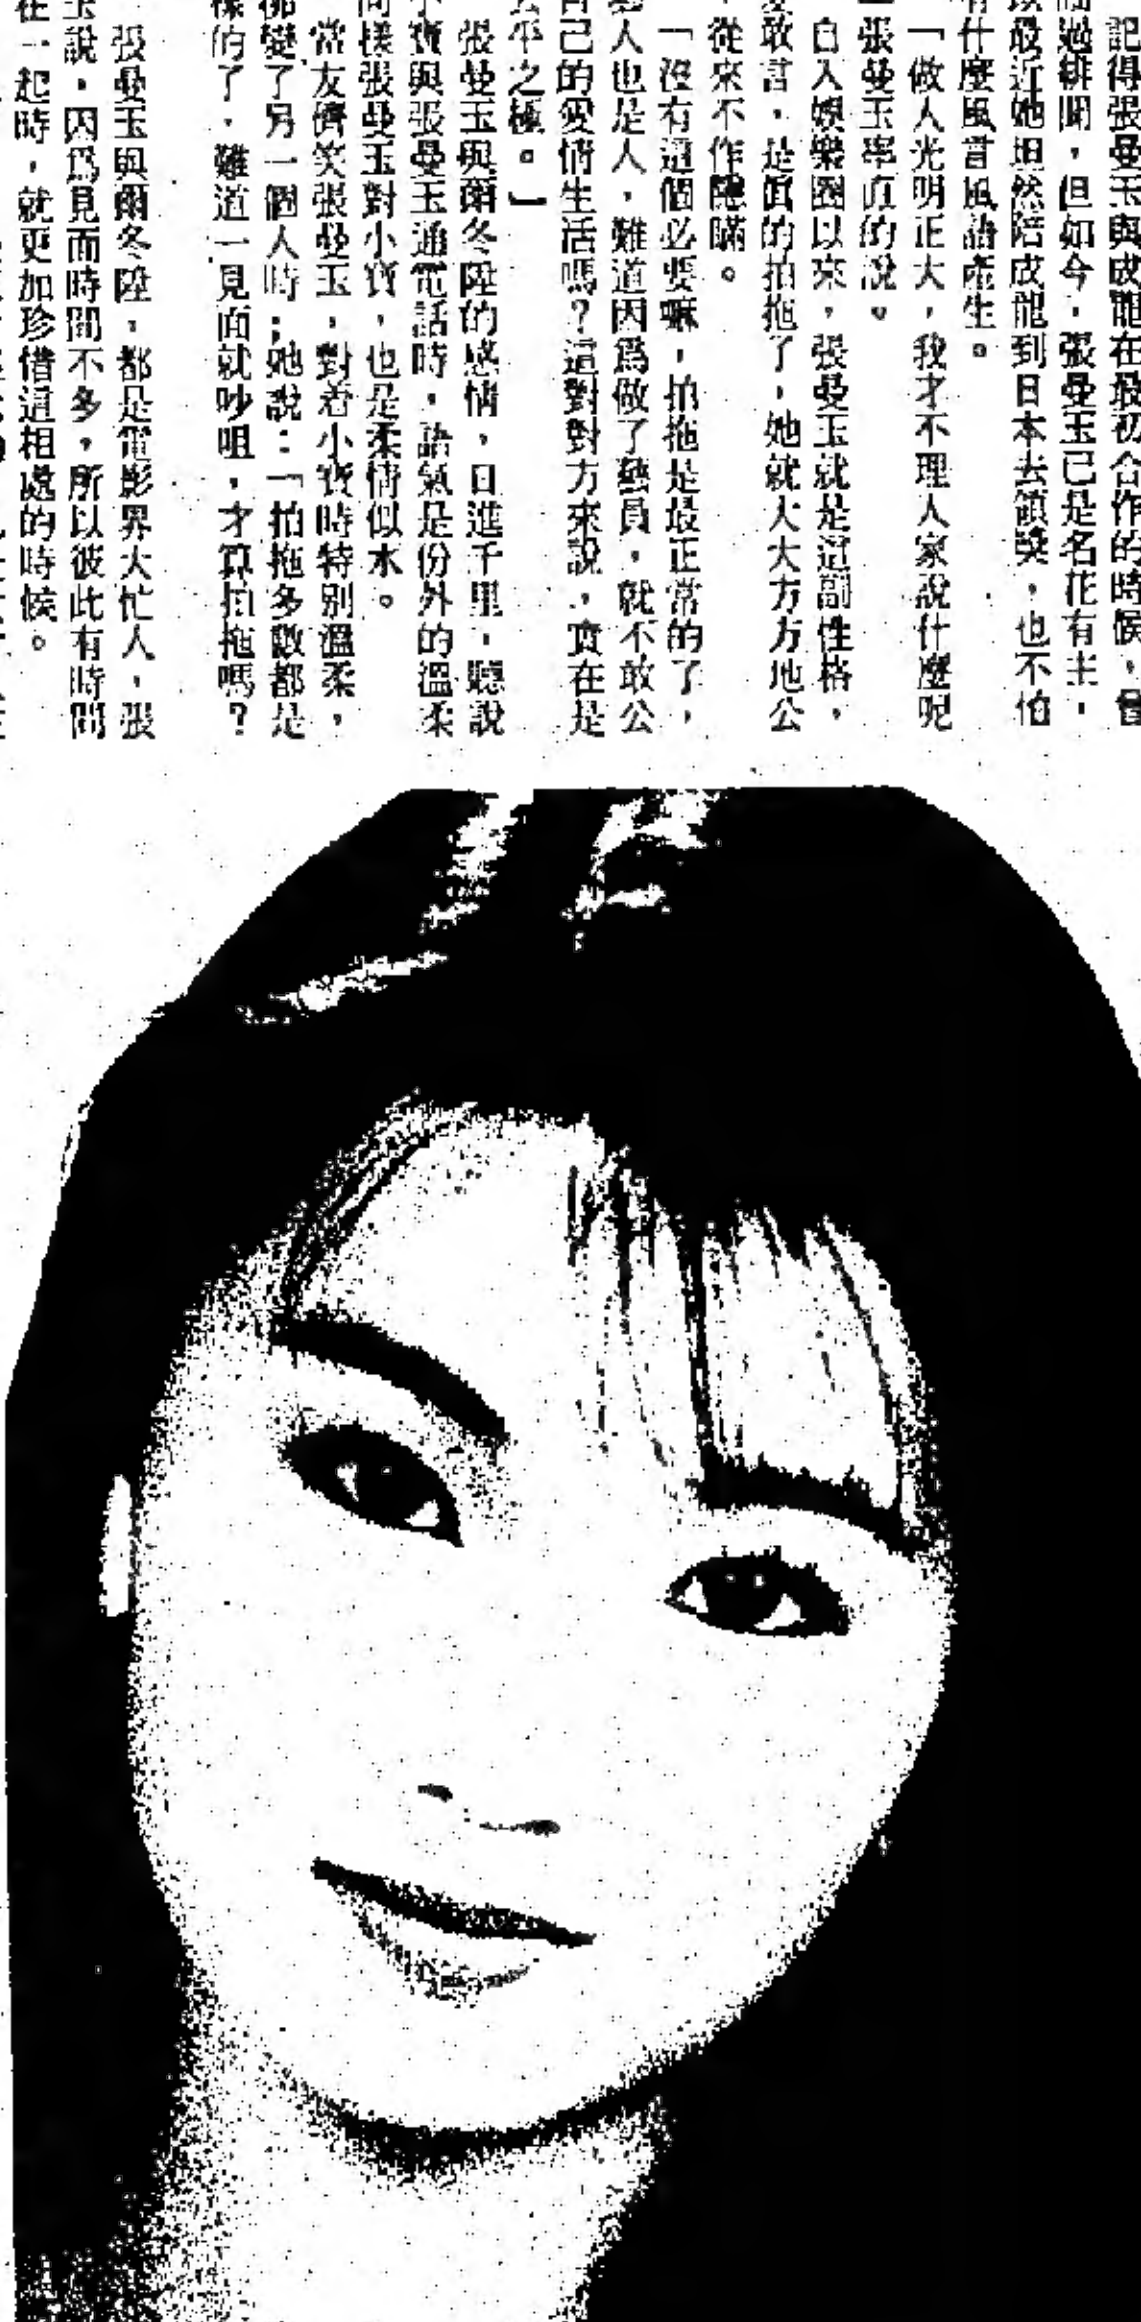 記得張曼玉與成龍在最初合作的時候，曾
過緋聞，但如今，張曼玉已是名花有主，
最近她坦然陪成龍到日本去領獎，也不怕
有什麼風言風語產生。
「做人光明正大，我才不理人家說什麼呢
」張曼玉率直的說。
自入娛樂圈以來，張曼玉就是這副性格，
敢言，是眞的拍拖了，她就大大方方地公
，從來不作隱瞞。
「沒有這個必要嘛，拍拖是最正常的了，
藝人也是人，難道因爲做了藝員，就不敢公
自己的愛情生活嗎？這對對方來說，實在是
公平之極。」
張曼玉與爾冬陞的感情，日進千里，聽說
小寶與張曼玉通電話時，語氣是份外的溫柔
同樣張曼玉對小寶，也是柔情似水。
當友儕笑張曼玉，對着小寶時特別溫柔，
彿變了另一個人時；她說：「拍拖多數都是
樣的了，難道一見面就吵咀，才算拍拖嗎？
張曼玉與爾冬陞，都是電影界大忙人，張
玉說，因爲見面時間不多，所以彼此有時間
在一起時，就更加珍惜這相處的時候。